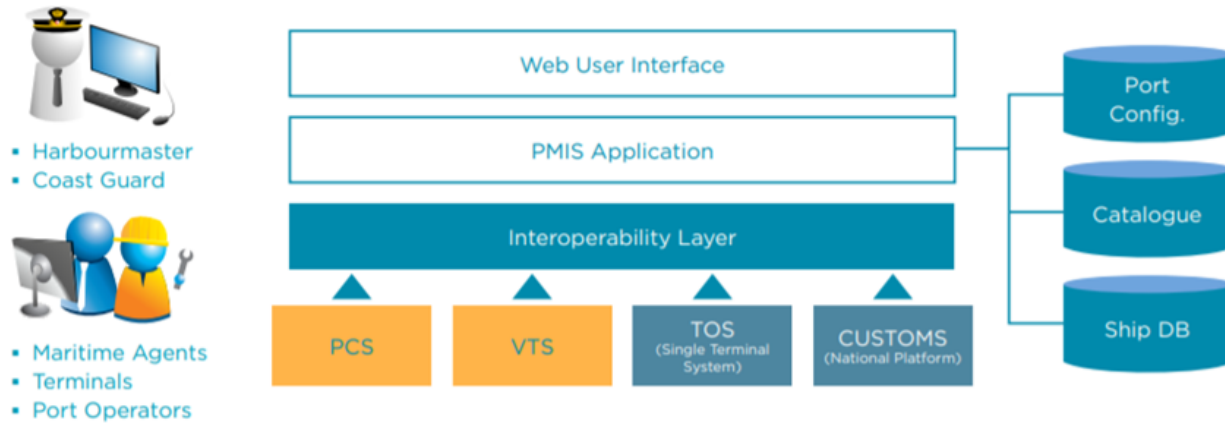 Harbourmaster
Coast Guard
Maritime Agents
Terminals
Port Operators
Web User Interface
PMIS Application
Interoperability Layer
PCS
VTS
TOS
(Single Terminal
System)
CUSTOMS
(National Platform)
Port
Config.
Catalogue
Ship DB